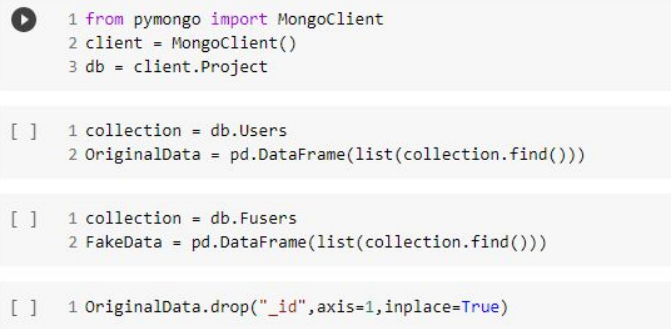 1 from pymongo import MongoClient
2 client = MongoClient()
3 db = client.Project
[ ] 1 collection = db.Users
2 OriginalData = pd.DataFrame(list(collection.find()))
[ ] 1 collection = db.Fusers
2 FakeData = pd.DataFrame(list(collection.find()))
[ ] 1 OriginalData.drop("_id",axis=1,inplace=True)